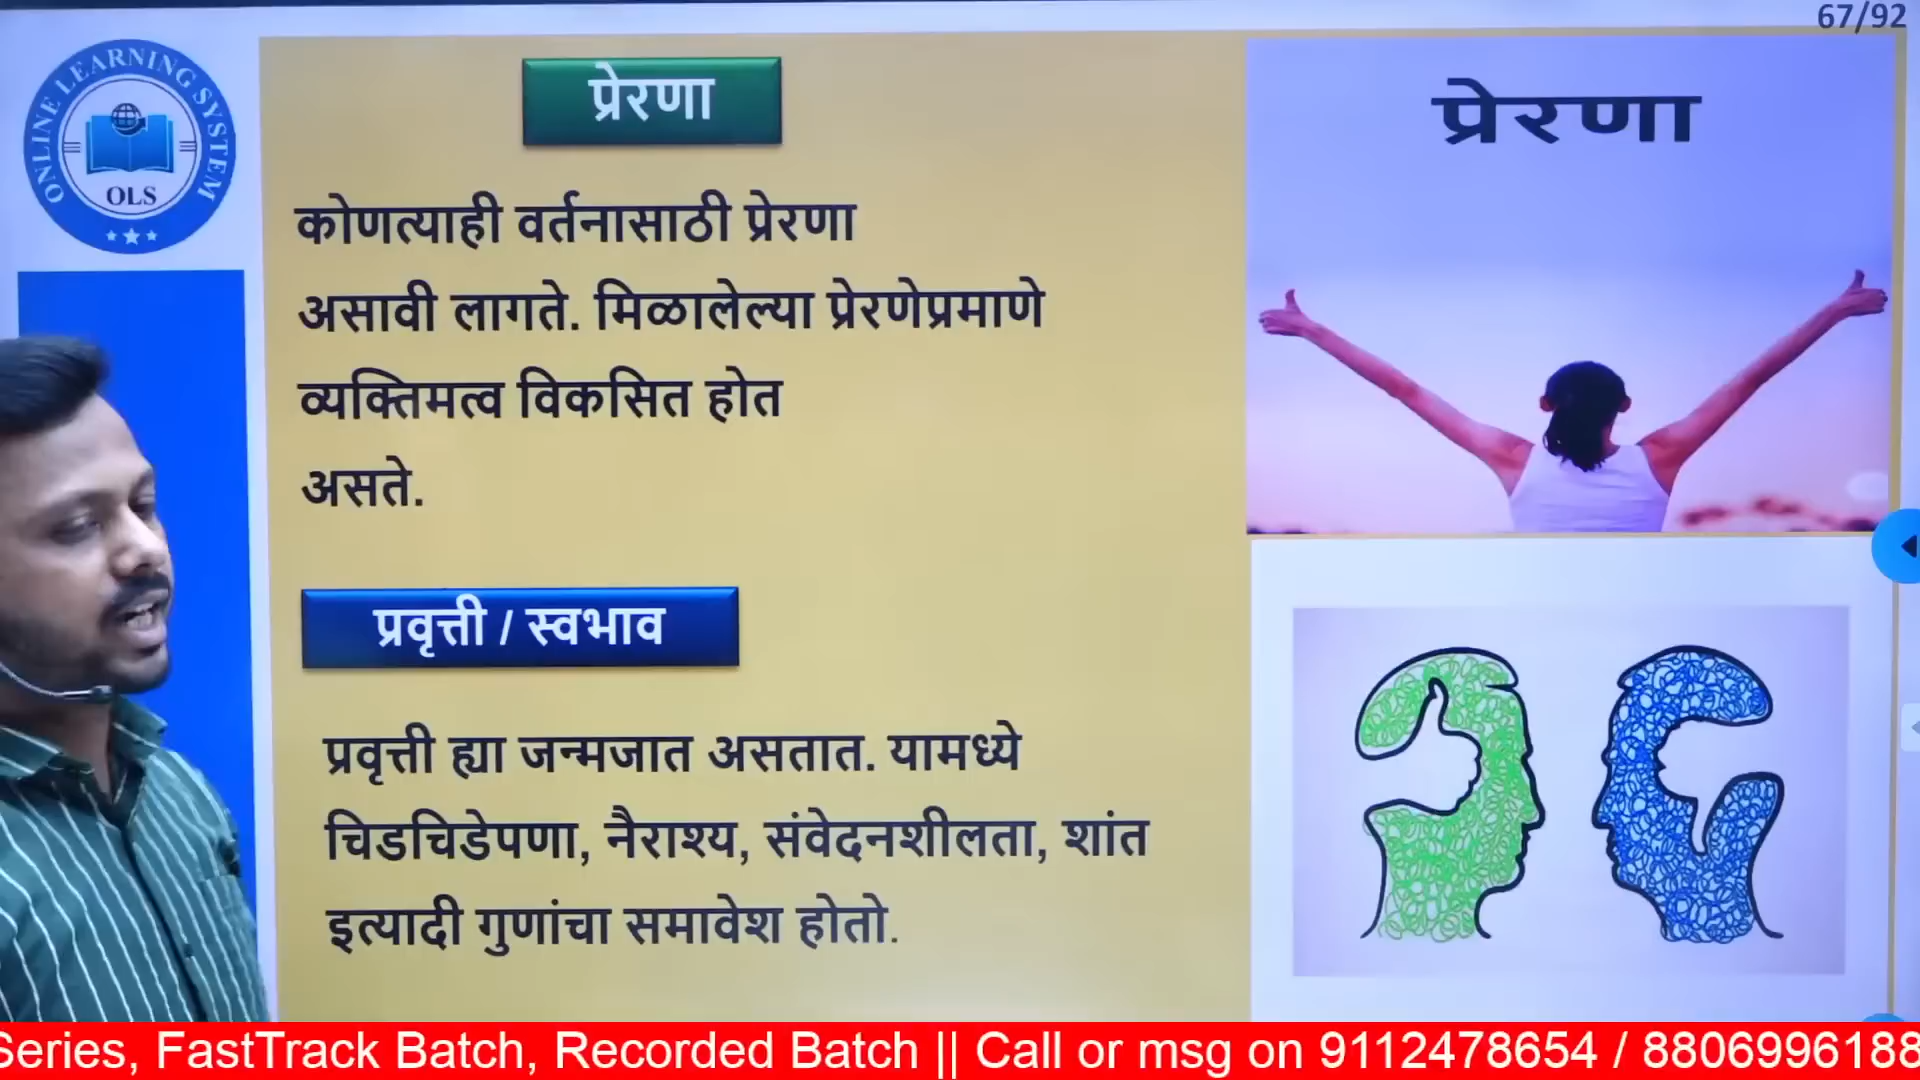 67/92
ONLINE LEARNING SYSTEM
OLS
प्रेरणा
कोणत्याही वर्तनासाठी प्रेरणा
असावी लागते. मिळालेल्या प्रेरणेप्रमाणे
व्यक्तिमत्व विकसित होत
असते.
प्रेरणा
प्रवृत्ती / स्वभाव
प्रवृत्ती ह्या जन्मजात असतात. यामध्ये
चिडचिडेपणा, नैराश्य, संवेदनशीलता, शांत
इत्यादी गुणांचा समावेश होतो.
Series, FastTrack Batch, Recorded Batch || Call or msg on 9112478654 / 8806996188